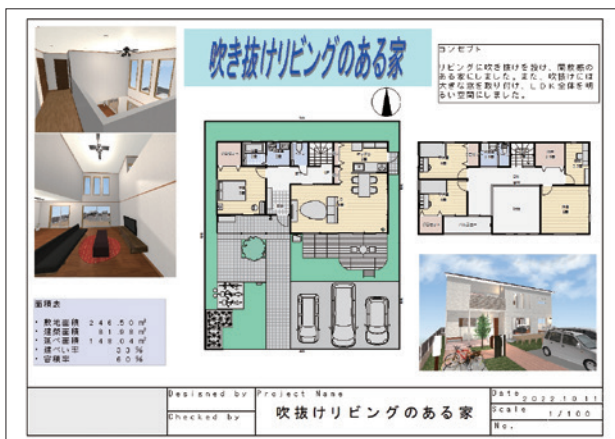 吹き抜けリビングのある家
コンセプト
リビングに吹き抜けを設け、開放感の
ある家にしました。また、吹抜けには
大きな窓を取り付け、LDK全体を明
るい空間にしました。
面積表
・敷地面積 246.50㎡
・建築面積 81.98㎡
・延べ面積 148.04㎡
・建ぺい率 33%
・容積率 60%
Designed by
Checked by
Project Name
吹抜けリビングのある家
Date 2022.10.11
Scale 1/100
No.